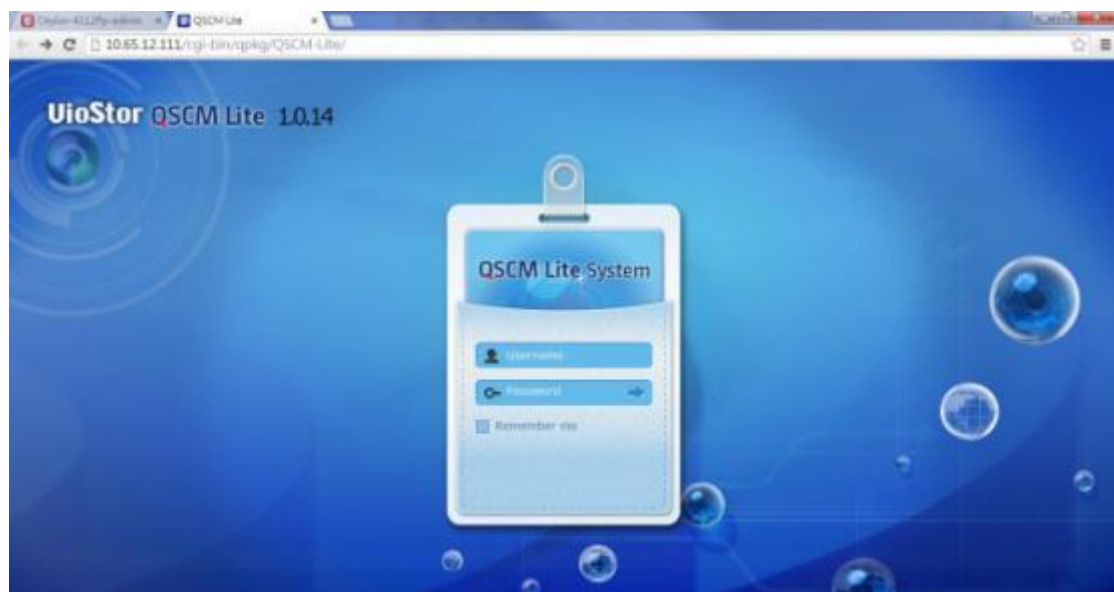 QSCM Lite
10.65.12.111/cgi-bin/qpkg/QSCM-Lite/
VioStor QSCM Lite 1.0.14
QSCM Lite System
Username
Password
Remember me